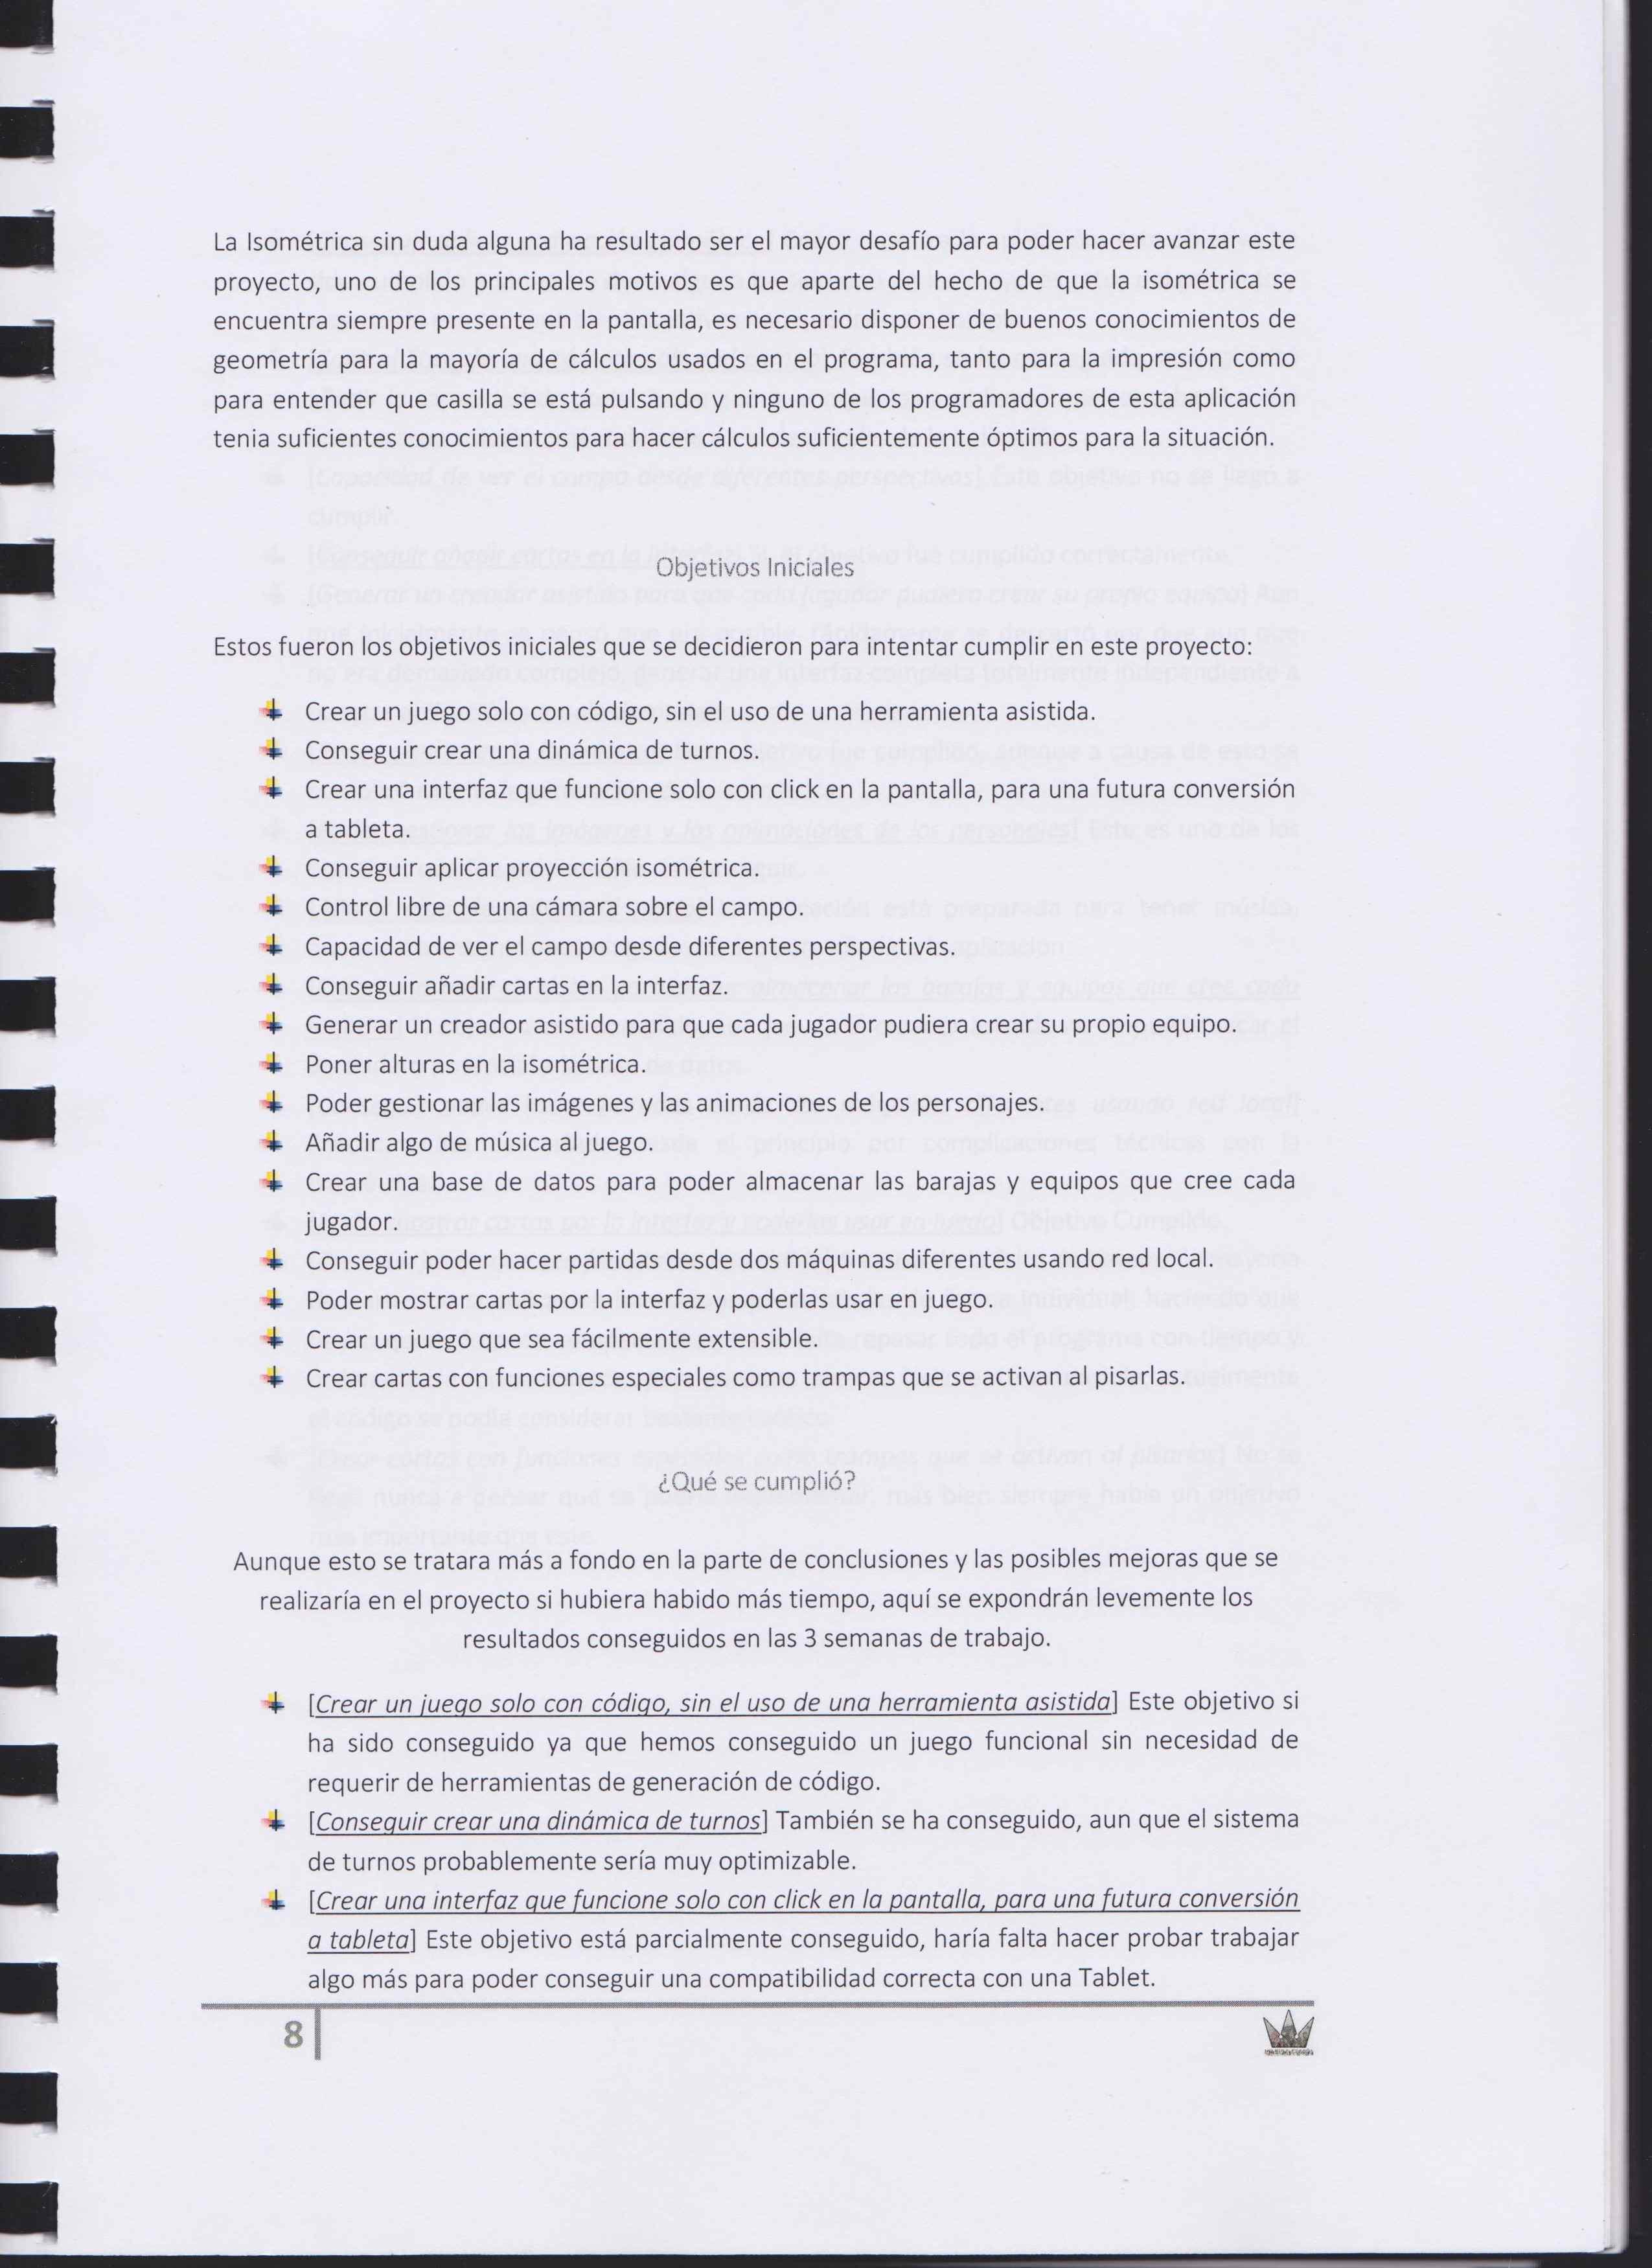 La Isométrica sin duda alguna ha resultado ser el mayor desafío para poder hacer avanzar este
proyecto, uno de los principales motivos es que aparte del hecho de que la isométrica se
encuentra siempre presente en la pantalla, es necesario disponer de buenos conocimientos de
geometría para la mayoría de cálculos usados en el programa, tanto para la impresión como
para entender que casilla se está pulsando y ninguno de los programadores de esta aplicación
tenia suficientes conocimientos para hacer cálculos suficientemente óptimos para la situación.
Objetivos Iniciales
Estos fueron los objetivos iniciales que se decidieron para intentar cumplir en este proyecto:
Crear un juego solo con código, sin el uso de una herramienta asistida.
Conseguir crear una dinámica de turnos.
Crear una interfaz que funcione solo con click en la pantalla, para una futura conversión
a tableta.
Conseguir aplicar proyección isométrica.
Control libre de una cámara sobre el campo.
Capacidad de ver el campo desde diferentes perspectivas.
Conseguir añadir cartas en la interfaz.
Generar un creador asistido para que cada jugador pudiera crear su propio equipo.
Poner alturas en la isométrica.
Poder gestionar las imágenes y las animaciones de los personajes.
Añadir algo de música al juego.
Crear una base de datos para poder almacenar las barajas y equipos que cree cada
jugador.
Conseguir poder hacer partidas desde dos máquinas diferentes usando red local.
Poder mostrar cartas por la interfaz y poderlas usar en juego.
Crear un juego que sea fácilmente extensible.
Crear cartas con funciones especiales como trampas que se activan al pisarlas.
¿Qué se cumplió?
Aunque esto se tratara más a fondo en la parte de conclusiones y las posibles mejoras que se
realizaría en el proyecto si hubiera habido más tiempo, aquí se expondrán levemente los
resultados conseguidos en las 3 semanas de trabajo.
[Crear un juego solo con código, sin el uso de una herramienta asistida] Este objetivo si
ha sido conseguido ya que hemos conseguido un juego funcional sin necesidad de
requerir de herramientas de generación de código.
[Conseguir crear una dinámica de turnos] También se ha conseguido, aun que el sistema
de turnos probablemente sería muy optimizable.
[Crear una interfaz que funcione solo con click en la pantalla, para una futura conversión
a tableta] Este objetivo está parcialmente conseguido, haría falta hacer probar trabajar
algo más para poder conseguir una compatibilidad correcta con una Tablet.
8